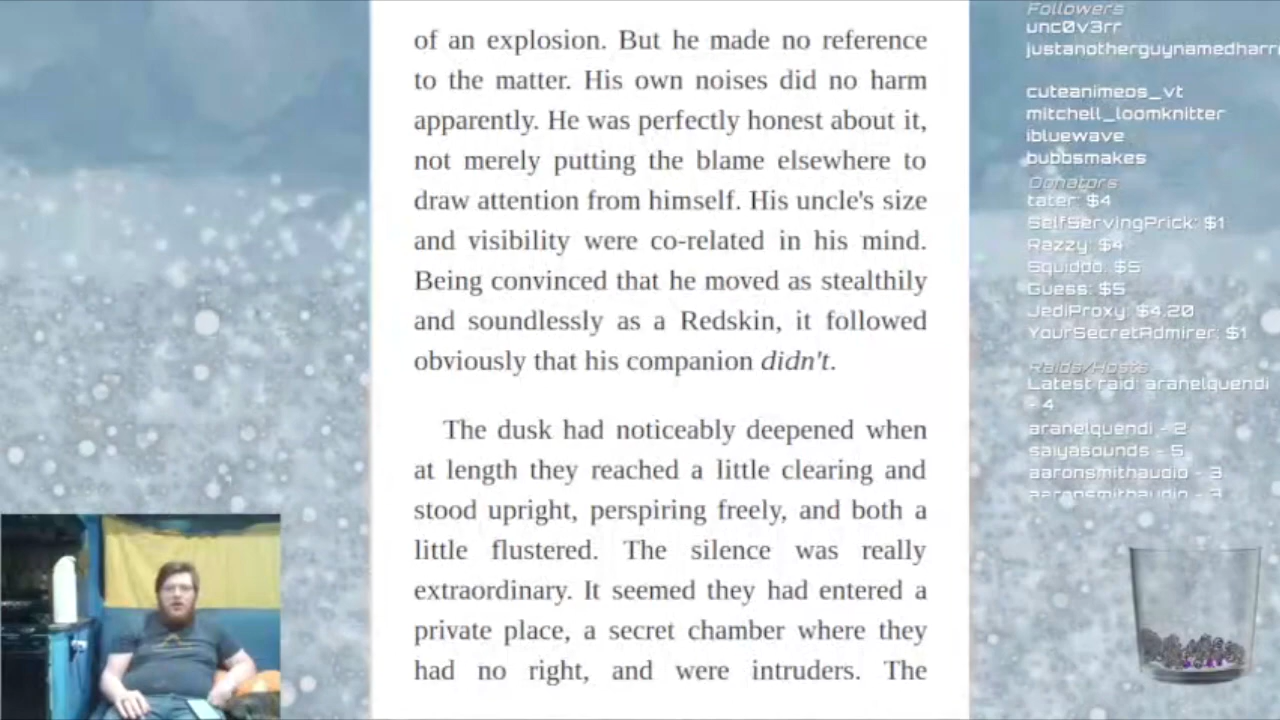 of an explosion. But he made no reference
to the matter. His own noises did no harm
apparently. He was perfectly honest about it,
not merely putting the blame elsewhere to
draw attention from himself. His uncle's size
and visibility were co-related in his mind.
Being convinced that he moved as stealthily
and soundlessly as a Redskin, it followed
obviously that his companion didn't.
The dusk had noticeably deepened when
at length they reached a little clearing and
stood upright, perspiring freely, and both a
little flustered. The silence was really
extraordinary. It seemed they had entered a
private place, a secret chamber where they
had no right, and were intruders. The
Followers
unc0v3rr
justanotherguynamedharr
cuteanimeos_vt
mitchell_loomknitter
ibluewave
bubbsmakes
Donators
tater: $4
SelfServingPrick: $1
Razzy: $4
Squiddo: $5
Guess: $5
JediProxy: $4.20
YourSecretAdmirer: $1
Raids/Hosts
Latest raid: aranelquendi
- 4
aranelquendi - 2
saiyasounds - 5
aaronsmithaudio - 3
aaronsmithaudio - 3